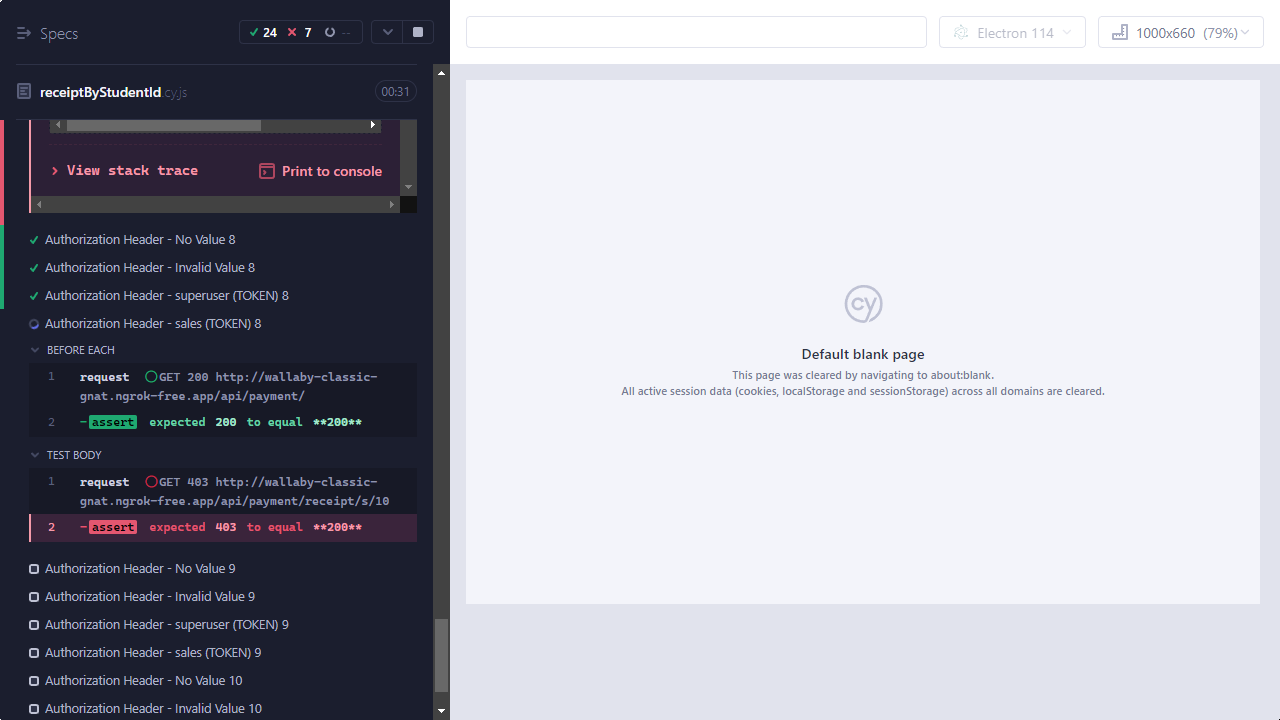 Specs
24 7 --
receiptByStudentId.cy.js 00:31
View stack trace Print to console
Authorization Header - No Value 8
Authorization Header - Invalid Value 8
Authorization Header - superuser (TOKEN) 8
Authorization Header - sales (TOKEN) 8
BEFORE EACH
1 request GET 200 http://wallaby-classic-
gnat.ngrok-free.app/api/payment/
2 -assert expected 200 to equal **200**
TEST BODY
1 request GET 403 http://wallaby-classic-
gnat.ngrok-free.app/api/payment/receipt/s/10
2 -assert expected 403 to equal **200**
Authorization Header - No Value 9
Authorization Header - Invalid Value 9
Authorization Header - superuser (TOKEN) 9
Authorization Header - sales (TOKEN) 9
Authorization Header - No Value 10
Authorization Header - Invalid Value 10
Electron 114
1000x660 (79%)
cy
Default blank page
This page was cleared by navigating to about:blank.
All active session data (cookies, localStorage and sessionStorage) across all domains are cleared.